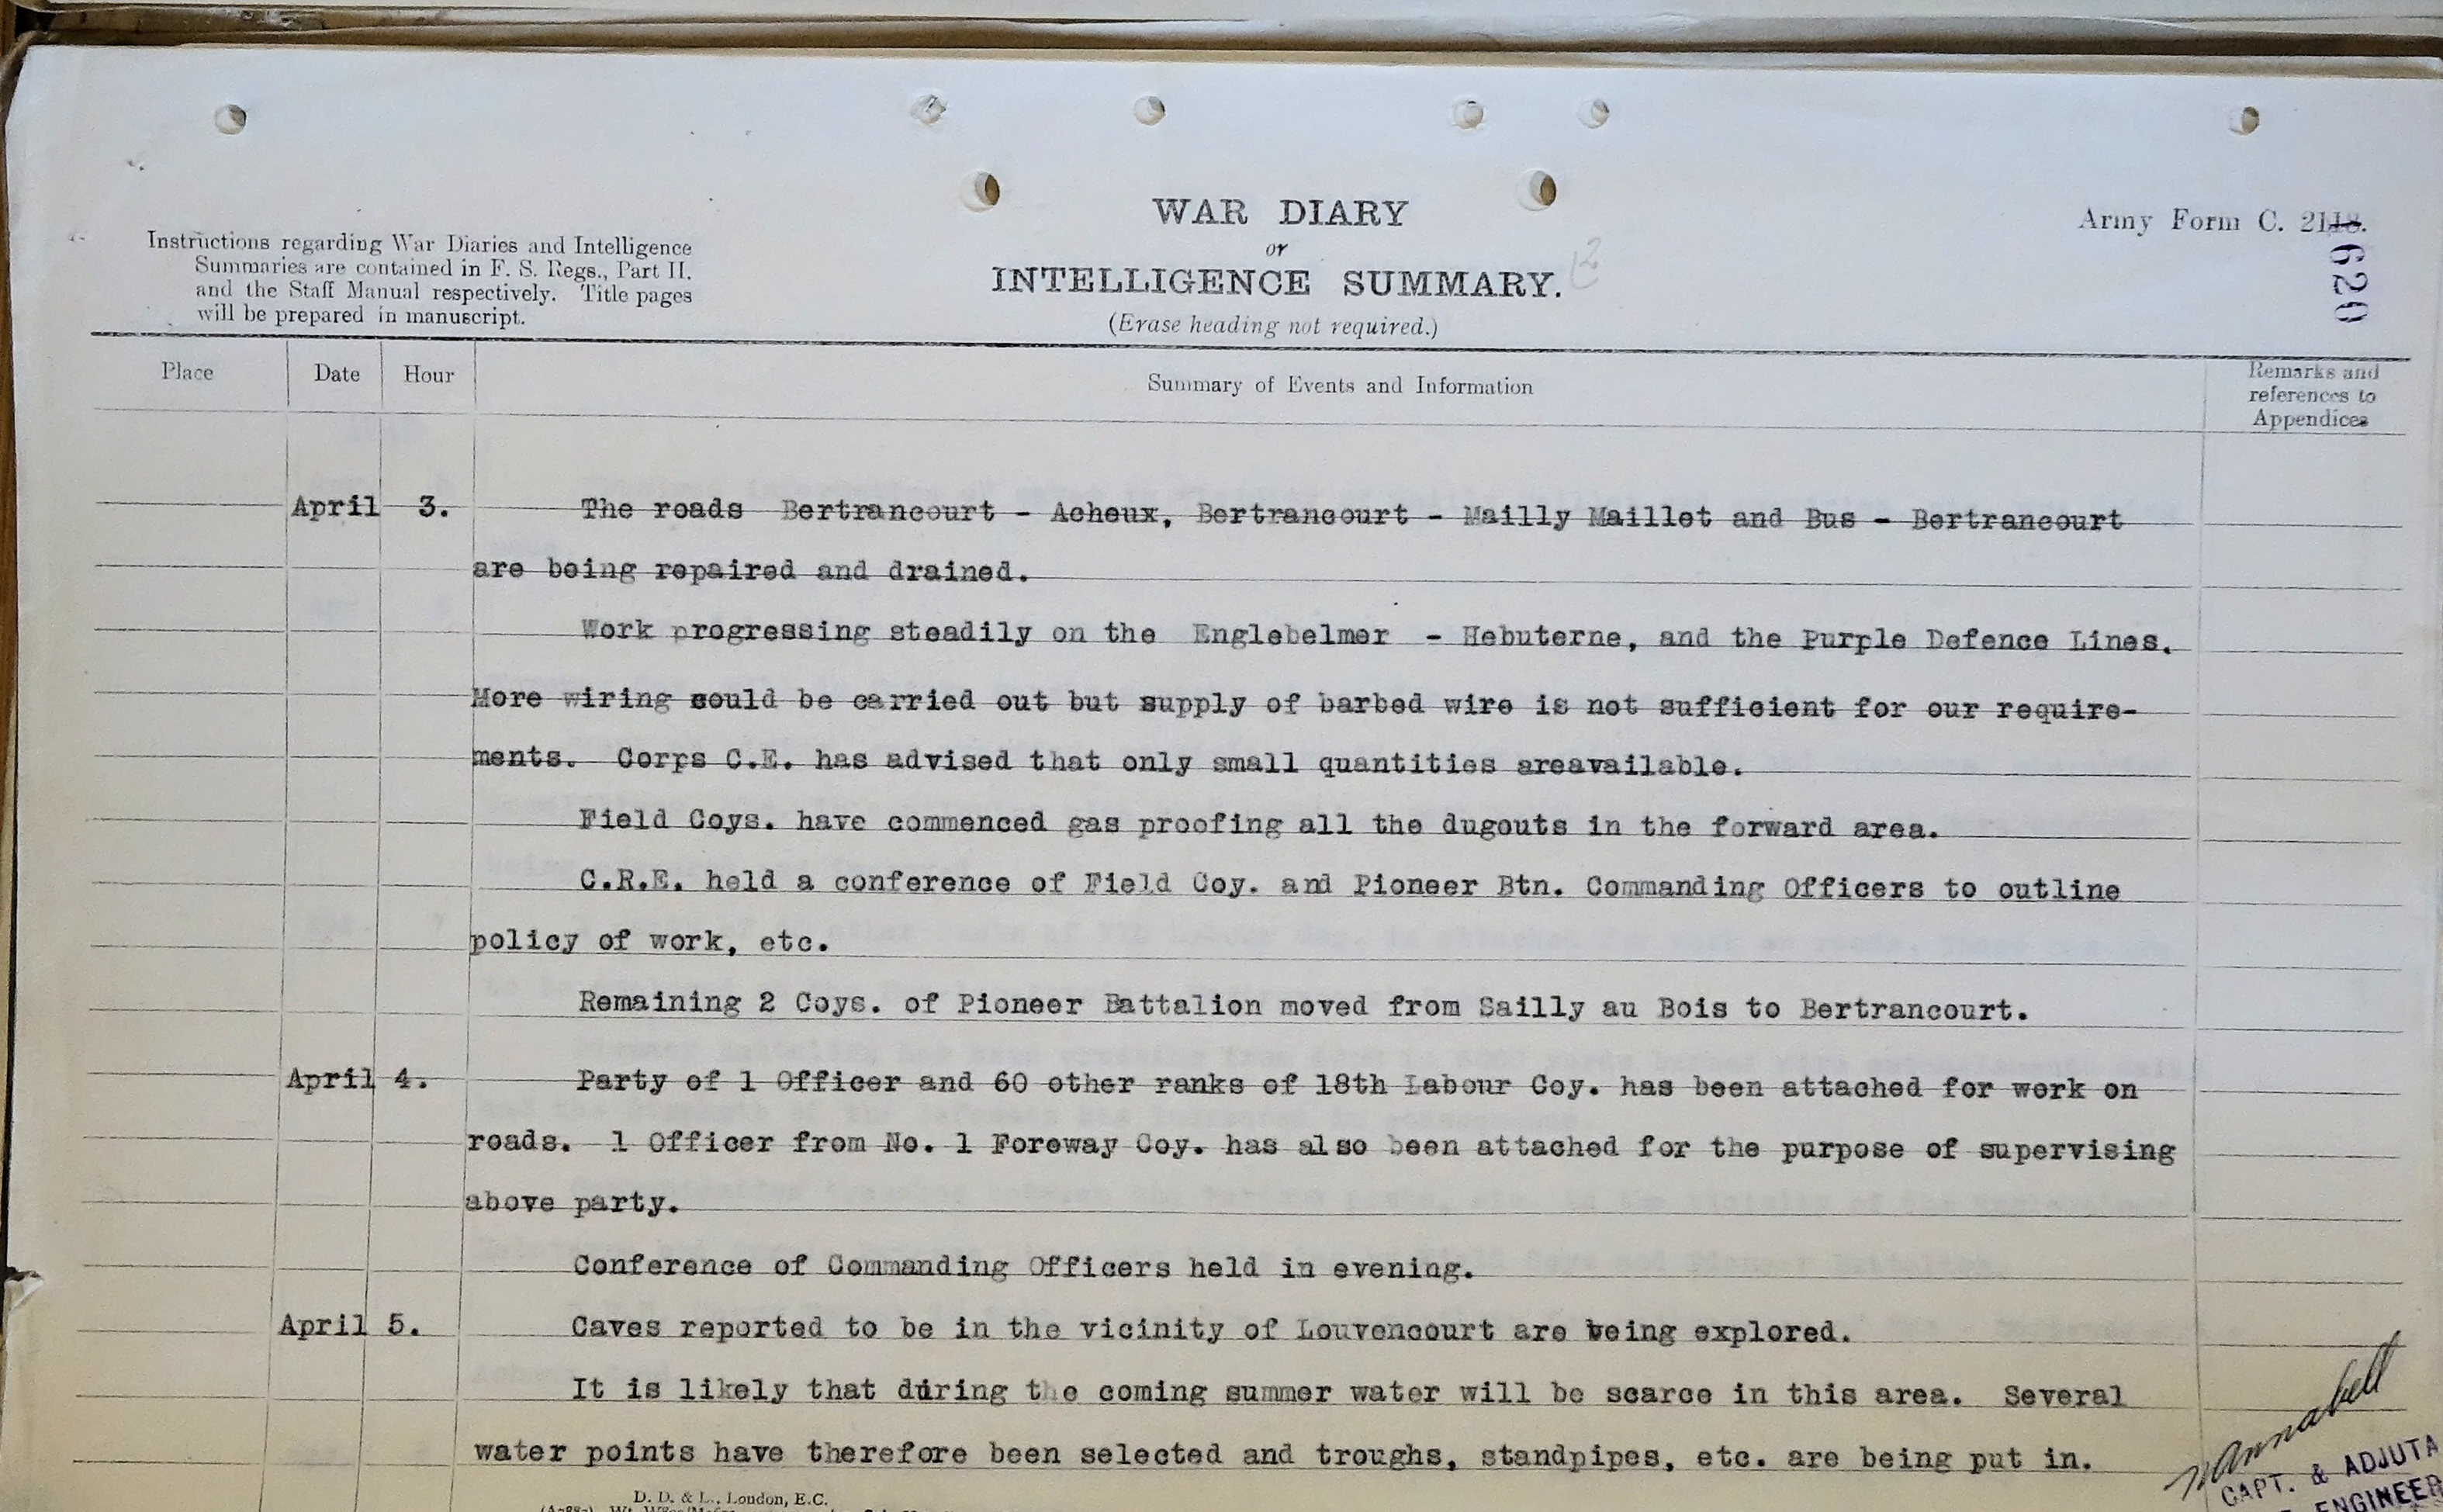 WAR DIARY
or
INTELLIGENCE SUMMARY.
(Erase heading not required.)
Instructions regarding War Diaries and Intelligence
Summaries are contained in F. S. Regs., Part II.
and the Staff Manual respectively. Title pages
will be prepared in manuscript.
Army Form C. 2118.
620
Place Date Hour Summary of Events and Information Remarks and
references to
Appendices
April 3. The roads Bertrancourt - Acheux, Bertrancourt - Mailly Maillet and Bus - Bertrancourt
are being repaired and drained.
Work progressing steadily on the Englebelmer - Hebuterne, and the Purple Defence Lines.
More wiring could be carried out but supply of barbed wire is not sufficient for our require-
ments. Corps C.E. has advised that only small quantities areavailable.
Field Coys. have commenced gas proofing all the dugouts in the forward area.
C.R.E. held a conference of Field Coy. and Pioneer Btn. Commanding Officers to outline
policy of work, etc.
Remaining 2 Coys. of Pioneer Battalion moved from Sailly au Bois to Bertrancourt.
April 4. Party of 1 Officer and 60 other ranks of 18th Labour Coy. has been attached for work on
roads. 1 Officer from No. 1 Foreway Coy. has also been attached for the purpose of supervising
above party.
Conference of Commanding Officers held in evening.
April 5. Caves reported to be in the vicinity of Louvencourt are being explored.
It is likely that during the coming summer water will be scarce in this area. Several
water points have therefore been selected and troughs, standpipes, etc. are being put in.
CAPT. & ADJUTA
ENGINEER
D. D. & L., London, E.C.